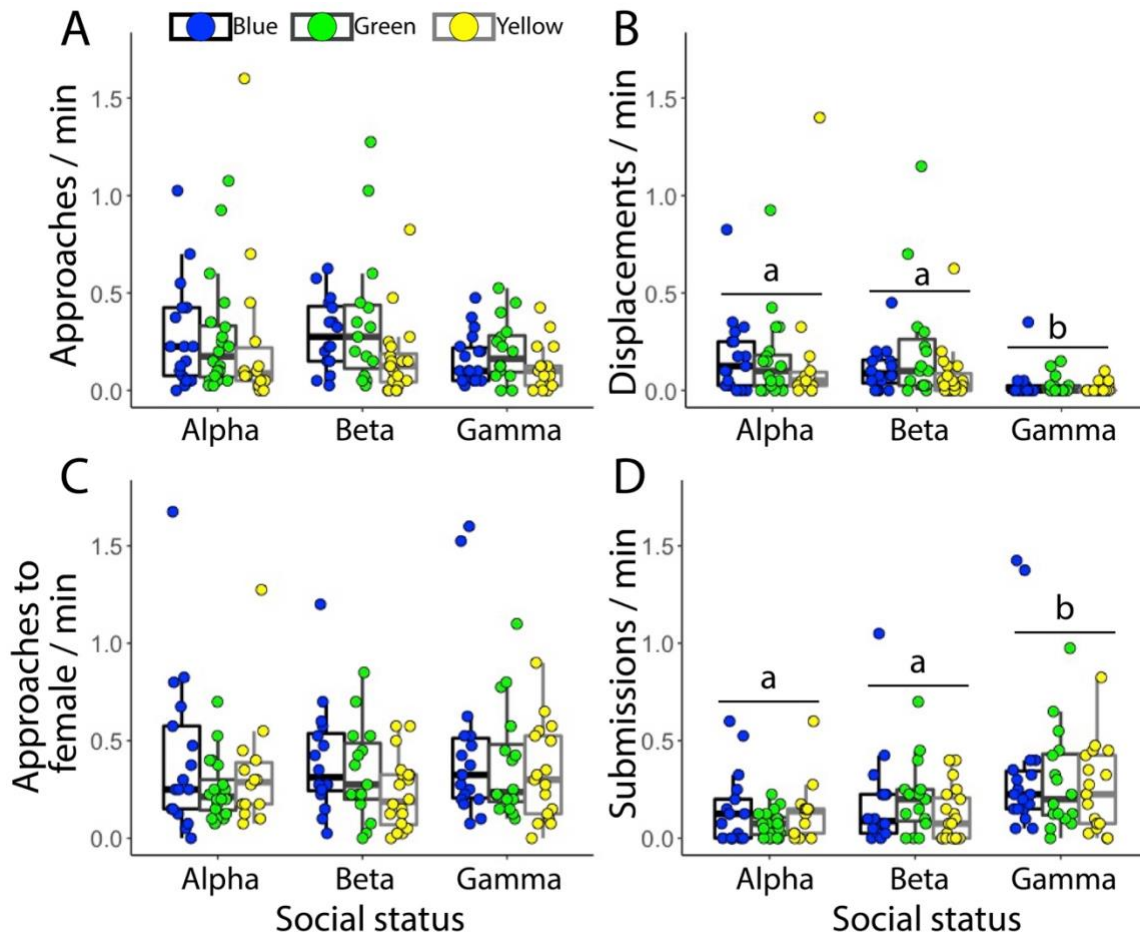 A
Blue
Green
Yellow
B
Approaches / min
1.5
1.0
0.5
0.0
Alpha
Beta
Gamma
Displacements / min
1.5
1.0
0.5
0.0
a
a
b
Alpha
Beta
Gamma
C
Approaches to
female / min
1.5
1.0
0.5
0.0
Alpha
Beta
Gamma
Social status
D
Submissions / min
1.5
1.0
0.5
0.0
a
a
b
Alpha
Beta
Gamma
Social status